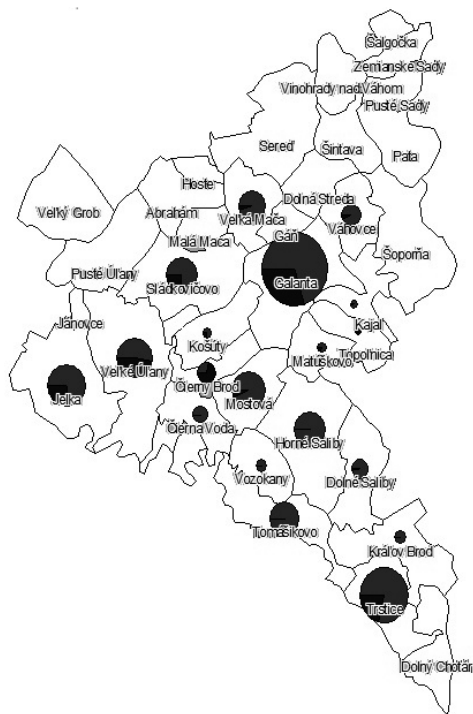 Šalgočka
Zemianske Sady
Vinohrady nad Váhom
Pusté Sady
Sereď
Šintava
Pata
Hoste
Dolná Streda
Veľký Grob
Abrahám
Veľká Mača
Váhovce
Gáň
Malá Mača
Šoporňa
Pusté Úľany
Sládkovičovo
Galanta
Jánovce
Kajal
Košúty
Topoľnica
Veľké Úľany
Matúškovo
Čierny Brod
Jelka
Mostová
Čierna Voda
Horné Saliby
Vozokany
Dolné Saliby
Tomášikovo
Kráľov Brod
Trstice
Dolný Chotár